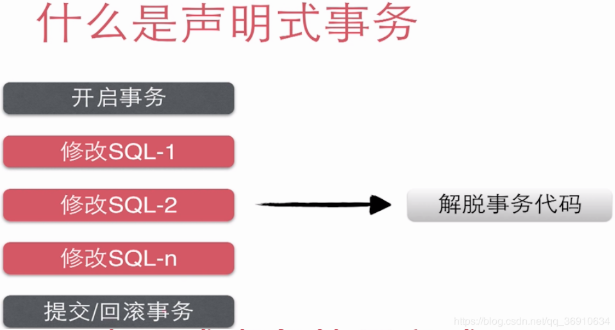 什么是声明式事务
开启事务
修改SQL-1
修改SQL-2
解脱事务代码
修改SQL-n
提交/回滚事务
https://blog.csdn.net/qq_36910634